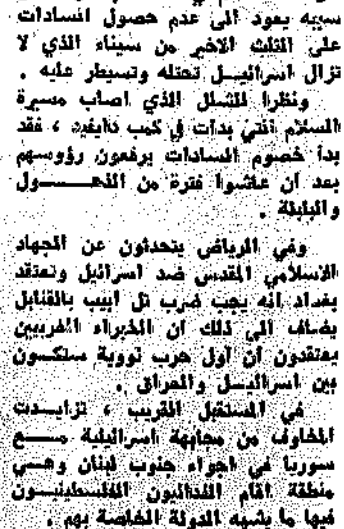 سببه يعود الى عدم حصول السادات
على الثلث الاخير من سيناء الذي لا
تزال اسرائيل تحتله وتسيطر عليه .
ونظرا للشلل الذي اصاب مسيرة
السلام التي بدات في كمب دايفيد ، فقد
بدا خصوم السادات يرفعون رؤوسهم
بعد ان عاشوا فترة من الذهول
والبلبلة .
وفي الرياض يتحدثون عن الجهاد
الاسلامي المقدس ضد اسرائيل وتعتقد
بغداد انه يجب ضرب تل ابيب بالقنابل
يضاف الى ذلك ان الخبراء الغربيين
يعتقدون ان أول حرب نووية ستكون
بين اسرائيل والعراق .
في المستقبل القريب ، تزايدت
المخاوف من مجابهة اسرائيلية مع
سوريا في اجواء جنوب لبنان وهي
منطقة اقام الفدائيون الفلسطينيون
فيها ما يشبه الدولة الخاصة بهم .